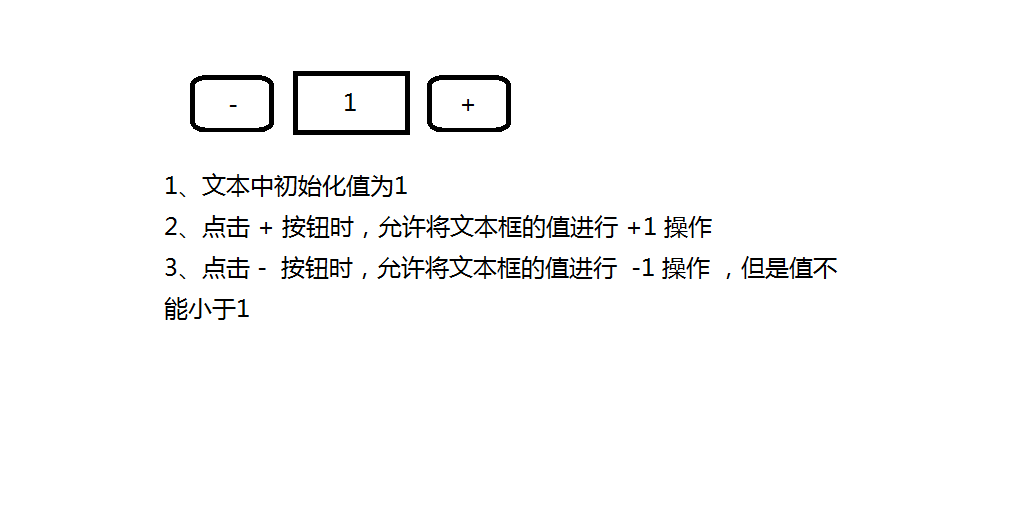 - 1 +
1、文本中初始化值为1
2、点击 + 按钮时，允许将文本框的值进行 +1 操作
3、点击 - 按钮时，允许将文本框的值进行 -1 操作 ，但是值不
能小于1